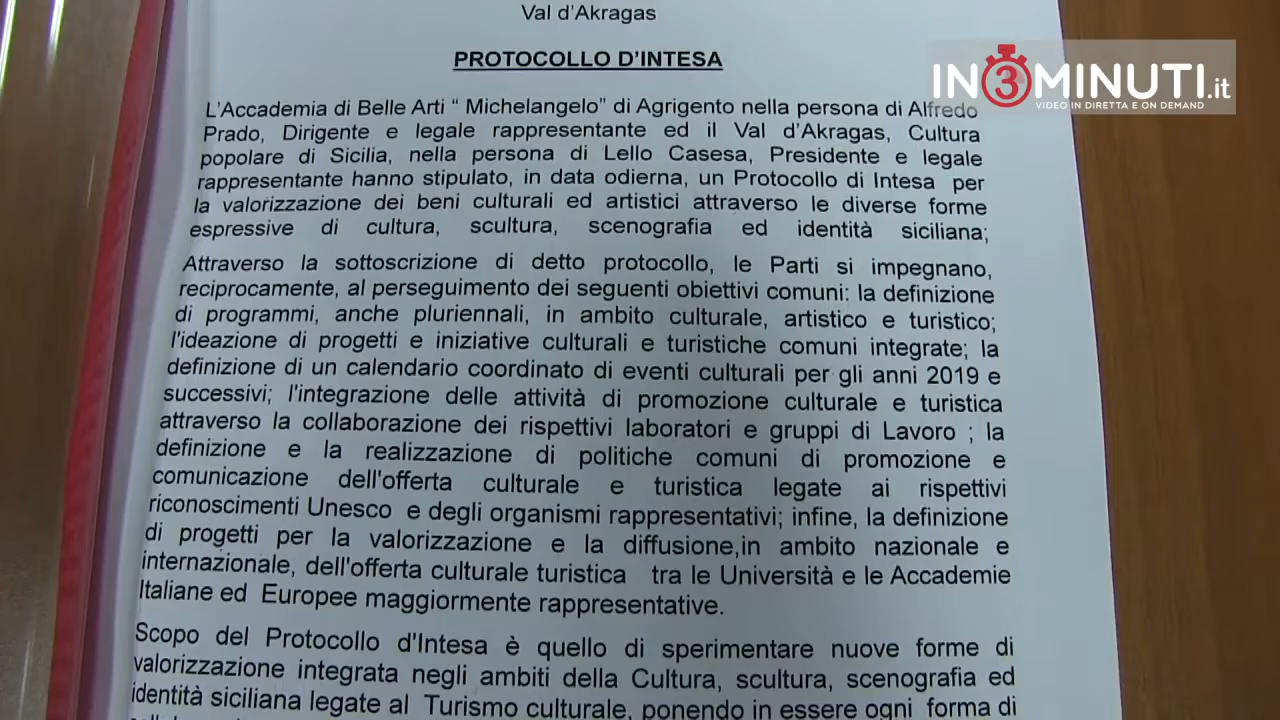 Val d'Akragas
PROTOCOLLO D'INTESA
IN3MINUTI.it
VIDEO IN DIRETTA E ON DEMAND
L'Accademia di Belle Arti “ Michelangelo” di Agrigento nella persona di Alfredo
Prado, Dirigente e legale rappresentante ed il Val d'Akragas, Cultura
popolare di Sicilia, nella persona di Lello Casesa, Presidente e legale
rappresentante hanno stipulato, in data odierna, un Protocollo di Intesa per
la valorizzazione dei beni culturali ed artistici attraverso le diverse forme
espressive di cultura, scultura, scenografia ed identità siciliana;
Attraverso la sottoscrizione di detto protocollo, le Parti si impegnano,
reciprocamente, al perseguimento dei seguenti obiettivi comuni: la definizione
di programmi, anche pluriennali, in ambito culturale, artistico e turistico;
l'ideazione di progetti e iniziative culturali e turistiche comuni integrate; la
definizione di un calendario coordinato di eventi culturali per gli anni 2019 e
successivi; l'integrazione delle attività di promozione culturale e turistica
attraverso la collaborazione dei rispettivi laboratori e gruppi di Lavoro ; la
definizione e la realizzazione di politiche comuni di promozione e
comunicazione dell'offerta culturale e turistica legate ai rispettivi
riconoscimenti Unesco e degli organismi rappresentativi; infine, la definizione
di progetti per la valorizzazione e la diffusione,in ambito nazionale e
internazionale, dell'offerta culturale turistica tra le Università e le Accademie
Italiane ed Europee maggiormente rappresentative.
Scopo del Protocollo d'Intesa è quello di sperimentare nuove forme di
valorizzazione integrata negli ambiti della Cultura, scultura, scenografia ed
identità siciliana legate al Turismo culturale, ponendo in essere ogni forma di